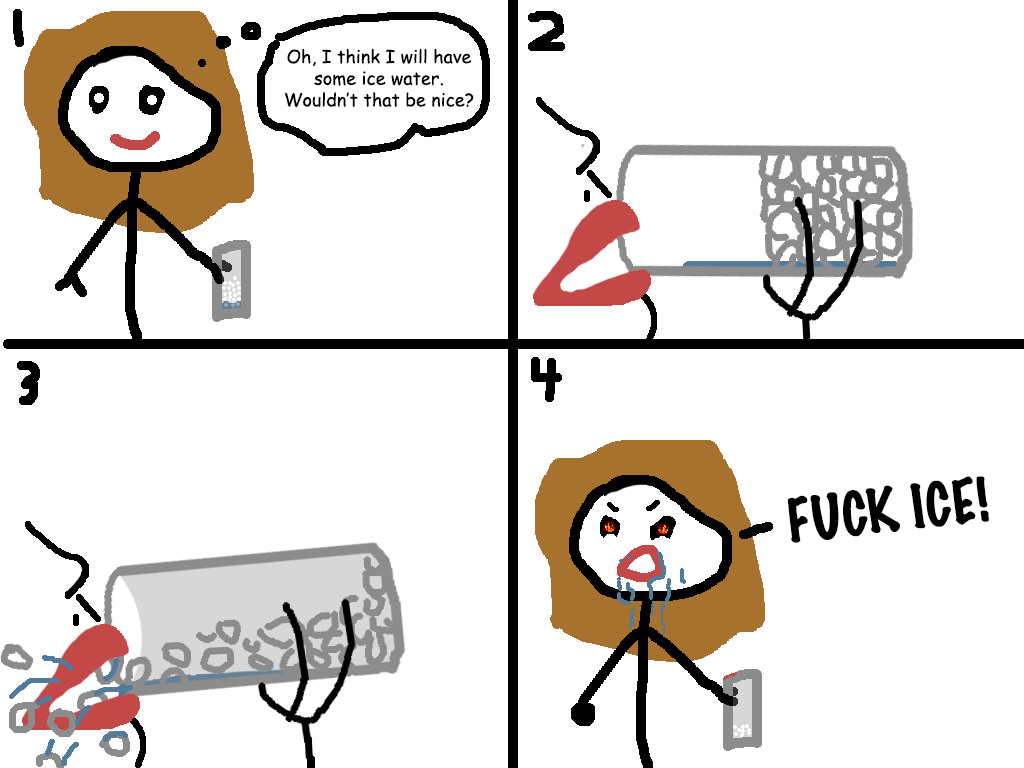 1
Oh, I think I will have
some ice water.
Wouldn't that be nice?
2
3
4
FUCK ICE!